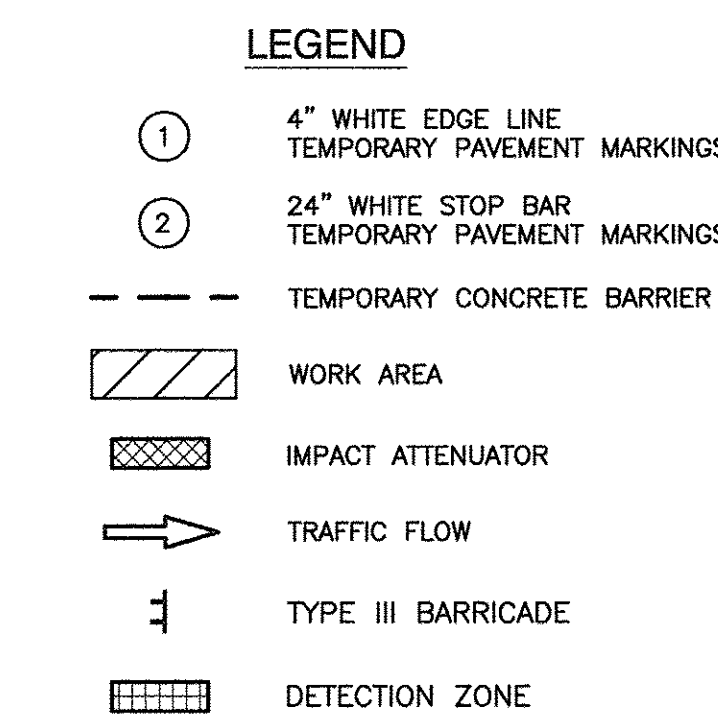 LEGEND
1 4" WHITE EDGE LINE
TEMPORARY PAVEMENT MARKINGS
2 24" WHITE STOP BAR
TEMPORARY PAVEMENT MARKINGS
TEMPORARY CONCRETE BARRIER
WORK AREA
IMPACT ATTENUATOR
TRAFFIC FLOW
TYPE III BARRICADE
DETECTION ZONE